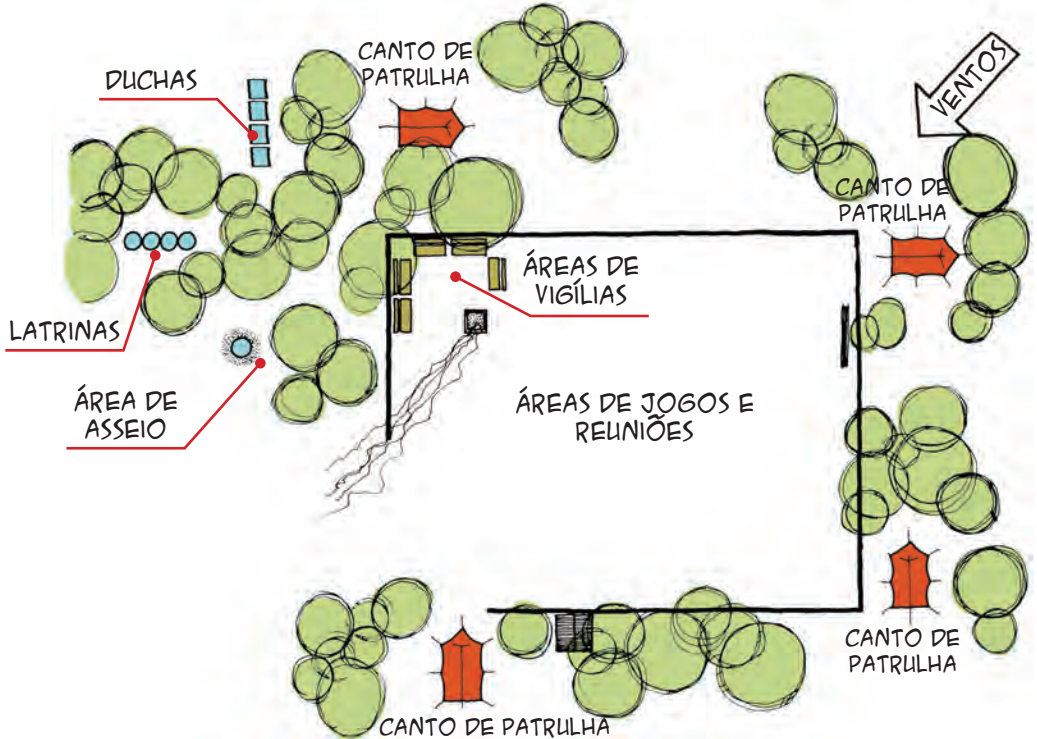 CANTO DE
PATRULHA
DUCHAS
VENTOS
CANTO DE
PATRULHA
ÁREAS DE
VIGÍLIAS
LATRINAS
ÁREA DE
ASSEIO
ÁREAS DE JOGOS E
REUNIÕES
CANTO DE
PATRULHA
CANTO DE PATRULHA